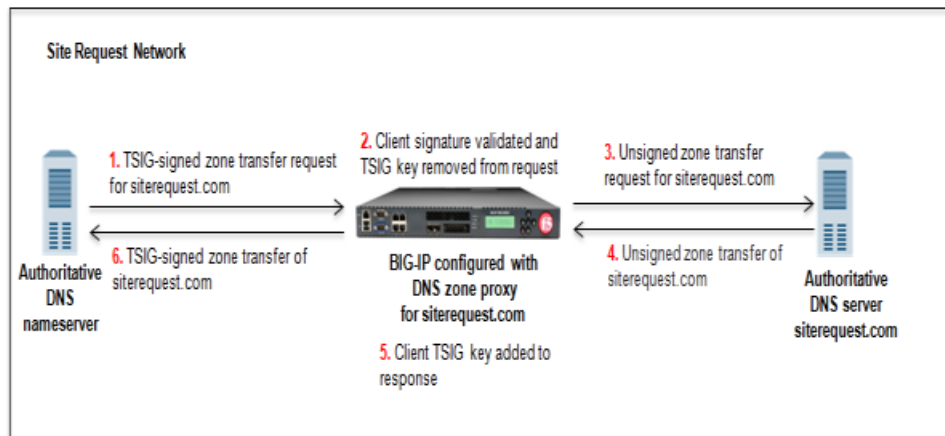 Site Request Network
1. TSIG-signed zone transfer request
for siterequest.com
2. Client signature validated and
TSIG key removed from request
3. Unsigned zone transfer
request for siterequest.com
6. TSIG-signed zone transfer of
siterequest.com
4. Unsigned zone transfer of
siterequest.com
Authoritative
DNS
nameserver
BIG-IP configured with
DNS zone proxy
for siterequest.com
Authoritative
DNS server
siterequest.com
5. Client TSIG key added to
response
f5